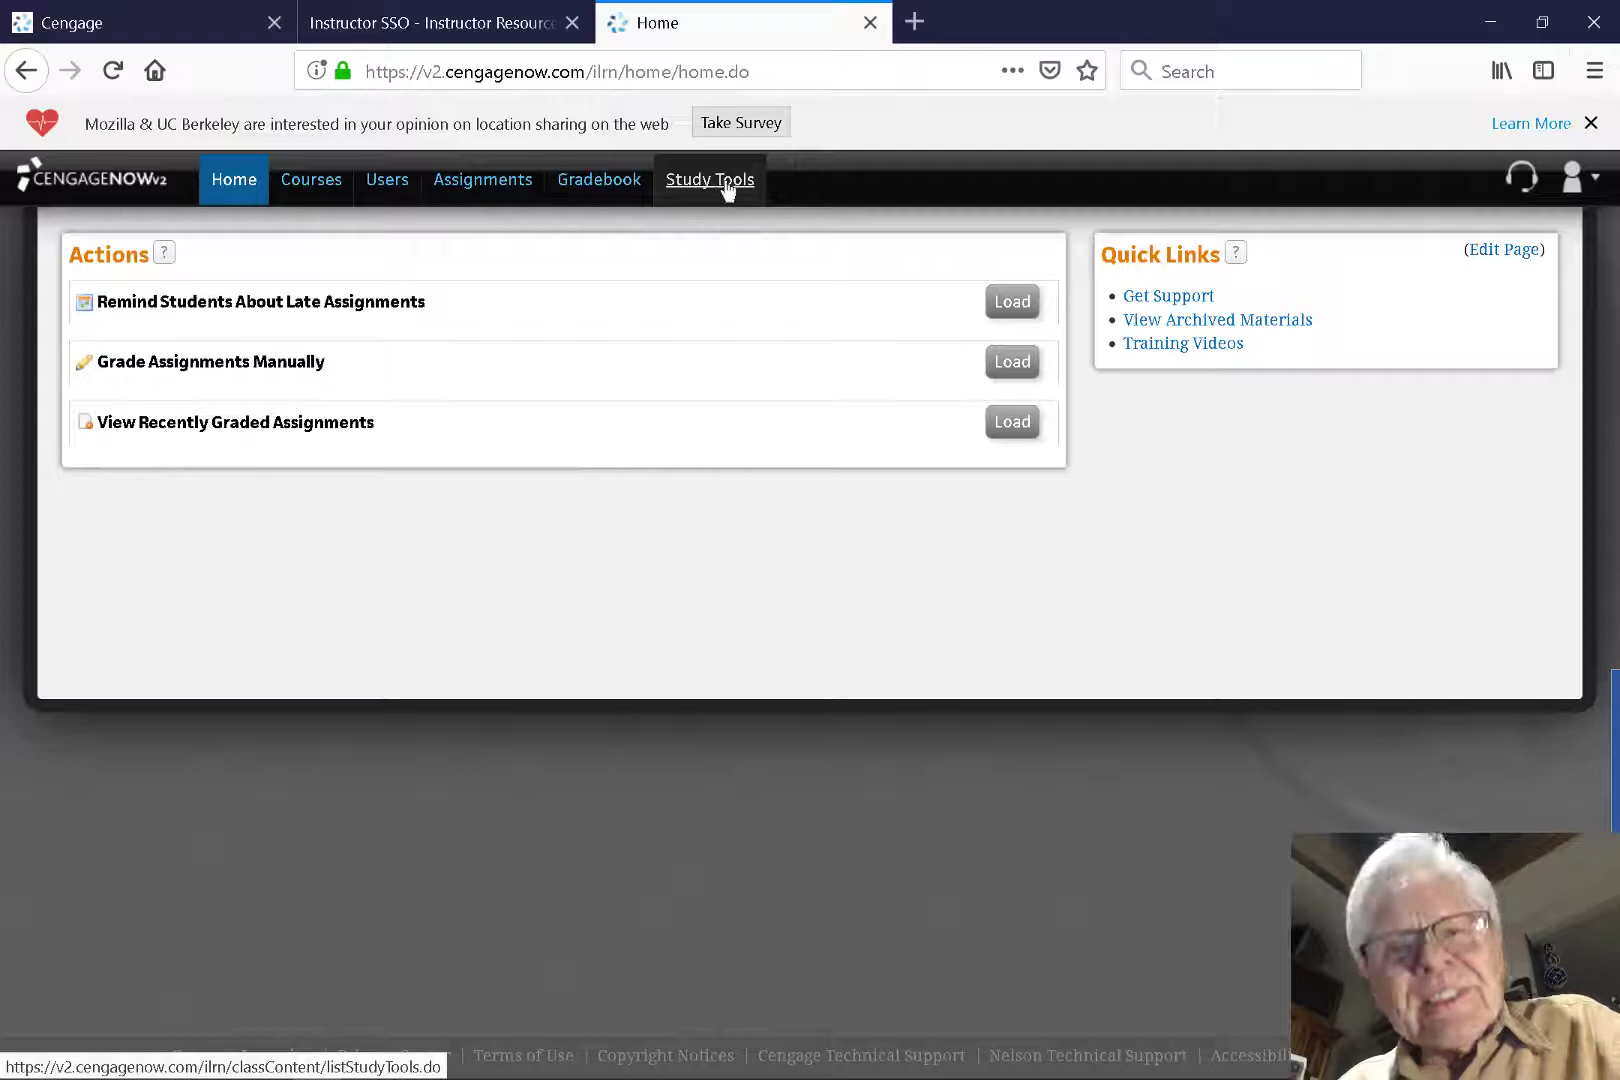 Cengage
Instructor SSO - Instructor Resourc
Home
https://v2.cengagenow.com/ilrn/home/home.do
Search
Mozilla & UC Berkeley are interested in your opinion on location sharing on the web
Take Survey
Learn More
CENGAGENOWv2
Home
Courses
Users
Assignments
Gradebook
Study Tools
Actions ?
Remind Students About Late Assignments
Load
Grade Assignments Manually
Load
View Recently Graded Assignments
Load
Quick Links ?
(Edit Page)
Get Support
View Archived Materials
Training Videos
| Terms of Use | Copyright Notices | Cengage Technical Support | Nelson Technical Support | Accessibil
https://v2.cengagenow.com/ilrn/classContent/listStudyTools.do